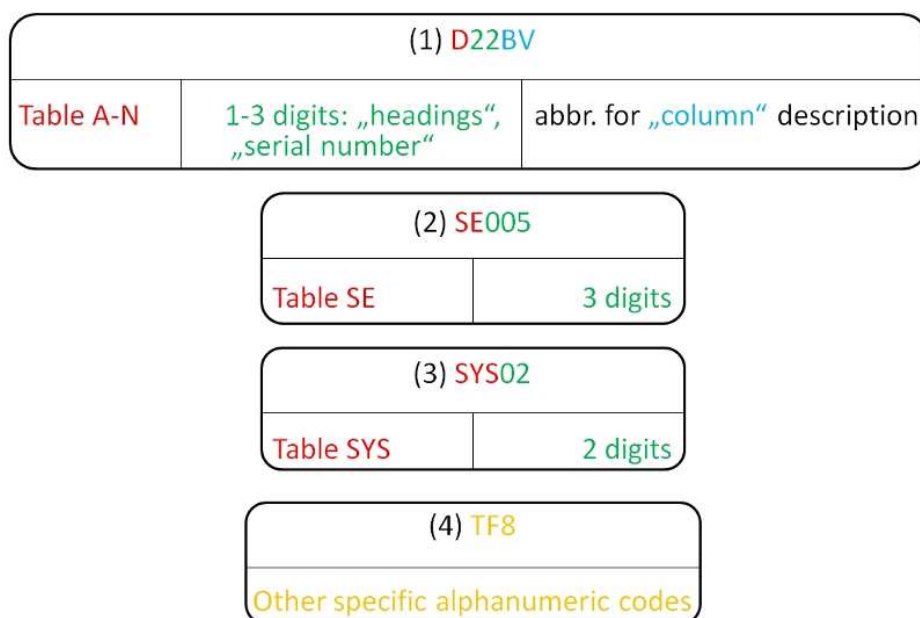 (1) D22BV
Table A-N
1-3 digits: „headings“,
„serial number“
abbr. for „column“ description
(2) SE005
Table SE
3 digits
(3) SYS02
Table SYS
2 digits
(4) TF8
Other specific alphanumeric codes